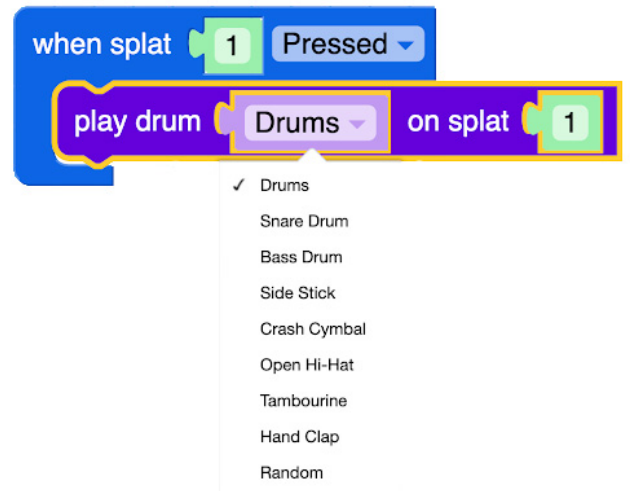 when splat 1 Pressed
play drum Drums on splat 1
✓ Drums
Snare Drum
Bass Drum
Side Stick
Crash Cymbal
Open Hi-Hat
Tambourine
Hand Clap
Random